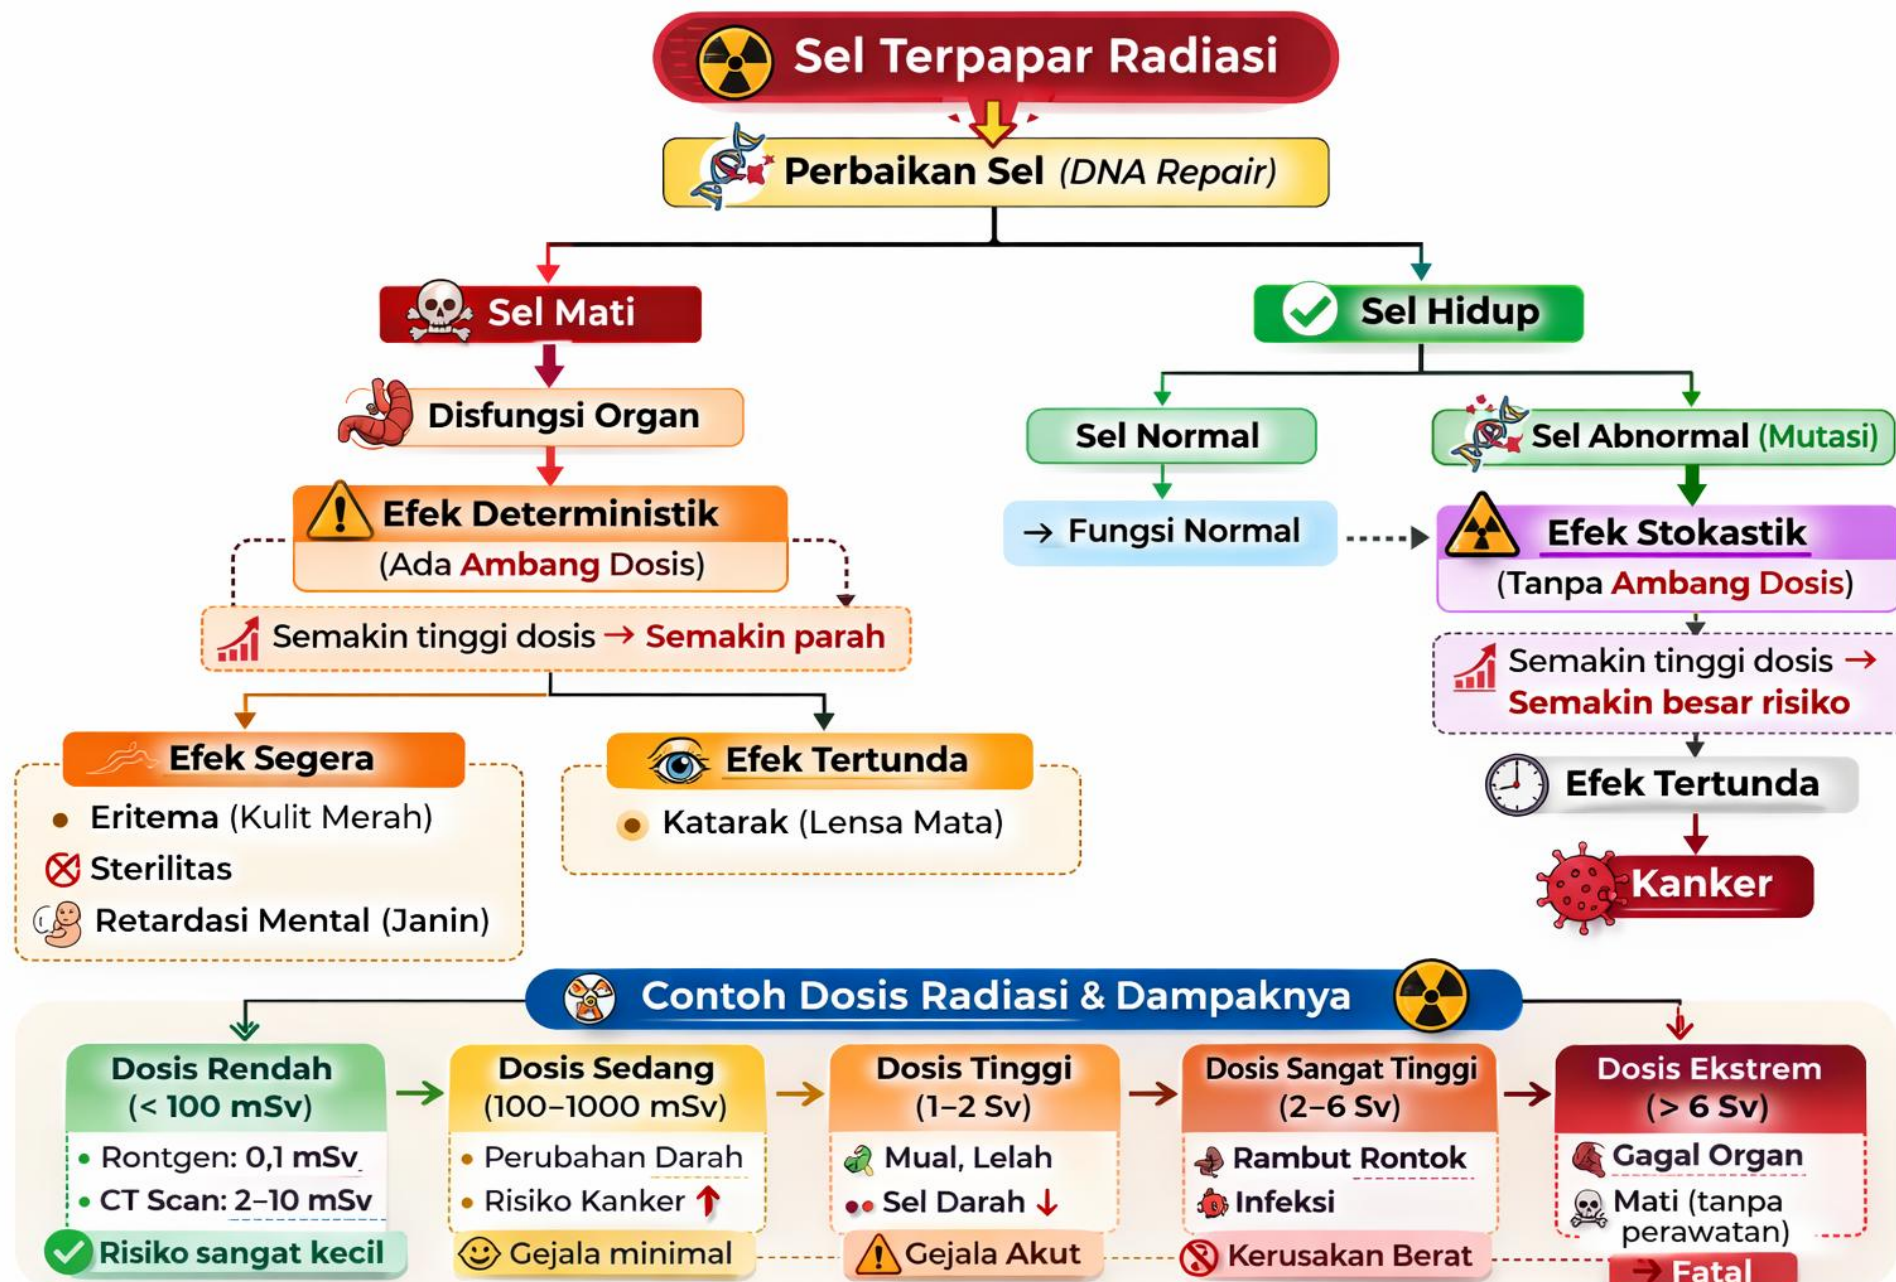 Sel Terpapar Radiasi
Perbaikan Sel (DNA Repair)
Sel Mati
Disfungsi Organ
Efek Deterministik
(Ada Ambang Dosis)
Semakin tinggi dosis → Semakin parah
Efek Segera
Eritema (Kulit Merah)
Sterilitas
Retardasi Mental (Janin)
Efek Tertunda
Katarak (Lensa Mata)
Sel Hidup
Sel Normal
→ Fungsi Normal
Sel Abnormal (Mutasi)
Efek Stokastik
(Tanpa Ambang Dosis)
Semakin tinggi dosis →
Semakin besar risiko
Efek Tertunda
Kanker
Contoh Dosis Radiasi & Dampaknya
Dosis Rendah
(< 100 mSv)
• Rontgen: 0,1 mSv
• CT Scan: 2–10 mSv
Risiko sangat kecil
Dosis Sedang
(100–1000 mSv)
• Perubahan Darah
• Risiko Kanker ↑
Gejala minimal
Dosis Tinggi
(1–2 Sv)
Mual, Lelah
Sel Darah ↓
Gejala Akut
Dosis Sangat Tinggi
(2–6 Sv)
Rambut Rontok
Infeksi
Kerusakan Berat
Dosis Ekstrem
(> 6 Sv)
Gagal Organ
Mati (tanpa
perawatan)
→ Fatal